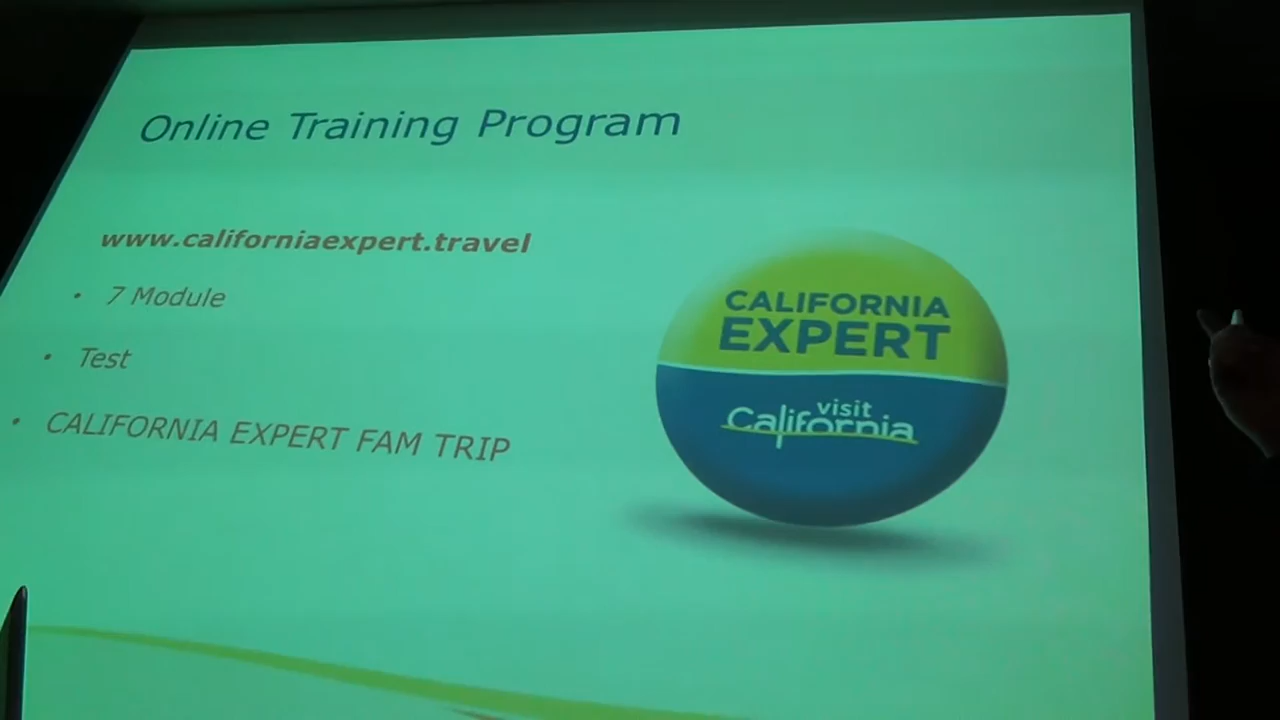 Online Training Program
www.californiaexpert.travel
• 7 Module
• Test
• CALIFORNIA EXPERT FAM TRIP
CALIFORNIA
EXPERT
visit
California